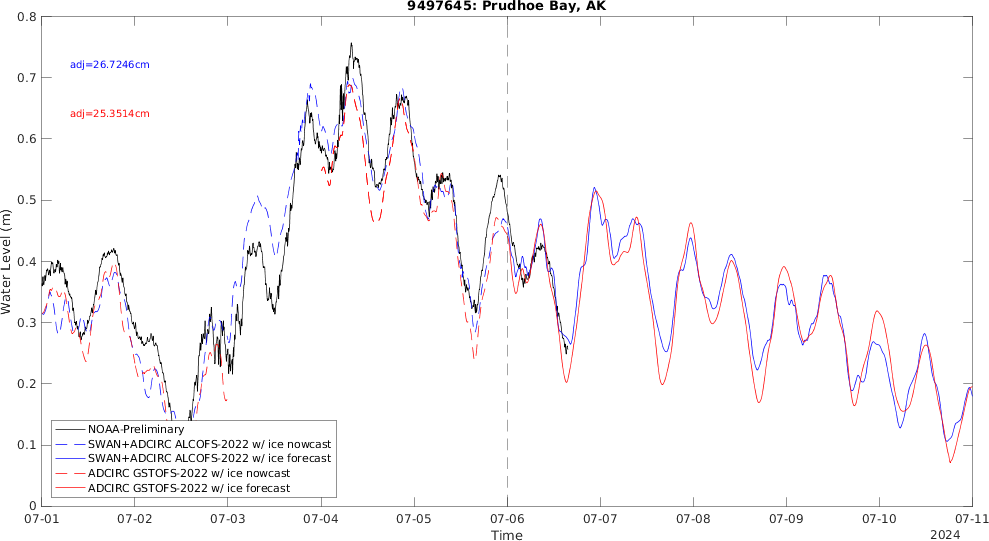 9497645: Prudhoe Bay, AK
adj=26.7246cm
adj=25.3514cm
Water Level (m)
0.8
0.7
0.6
0.5
0.4
0.3
0.2
0.1
0
NOAA-Preliminary
SWAN+ADCIRC ALCOFS-2022 w/ ice nowcast
SWAN+ADCIRC ALCOFS-2022 w/ ice forecast
ADCIRC GSTOFS-2022 w/ ice nowcast
ADCIRC GSTOFS-2022 w/ ice forecast
07-01 07-02 07-03 07-04 07-05 07-06 07-07 07-08 07-09 07-10 07-11
Time
2024